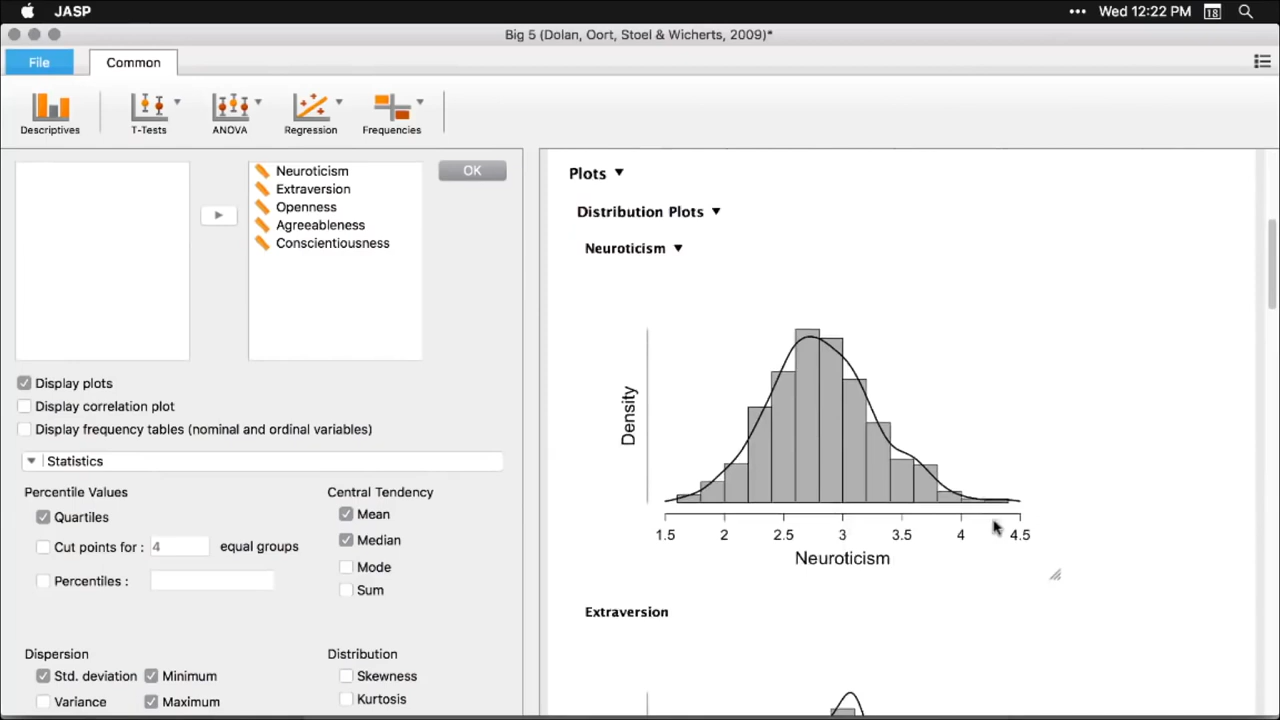 JASP
••• Wed 12:22 PM 18
Big 5 (Dolan, Oort, Stoel & Wicherts, 2009)*
File Common
Descriptives T-Tests ANOVA Regression Frequencies
Neuroticism
Extraversion
Openness
Agreeableness
Conscientiousness
OK
Display plots
Display correlation plot
Display frequency tables (nominal and ordinal variables)
Statistics
Percentile Values
Quartiles
Cut points for : 4 equal groups
Percentiles :
Central Tendency
Mean
Median
Mode
Sum
Dispersion
Std. deviation Minimum
Variance Maximum
Distribution
Skewness
Kurtosis
Plots
Distribution Plots
Neuroticism
Density
1.5 2 2.5 3 3.5 4 4.5
Neuroticism
Extraversion